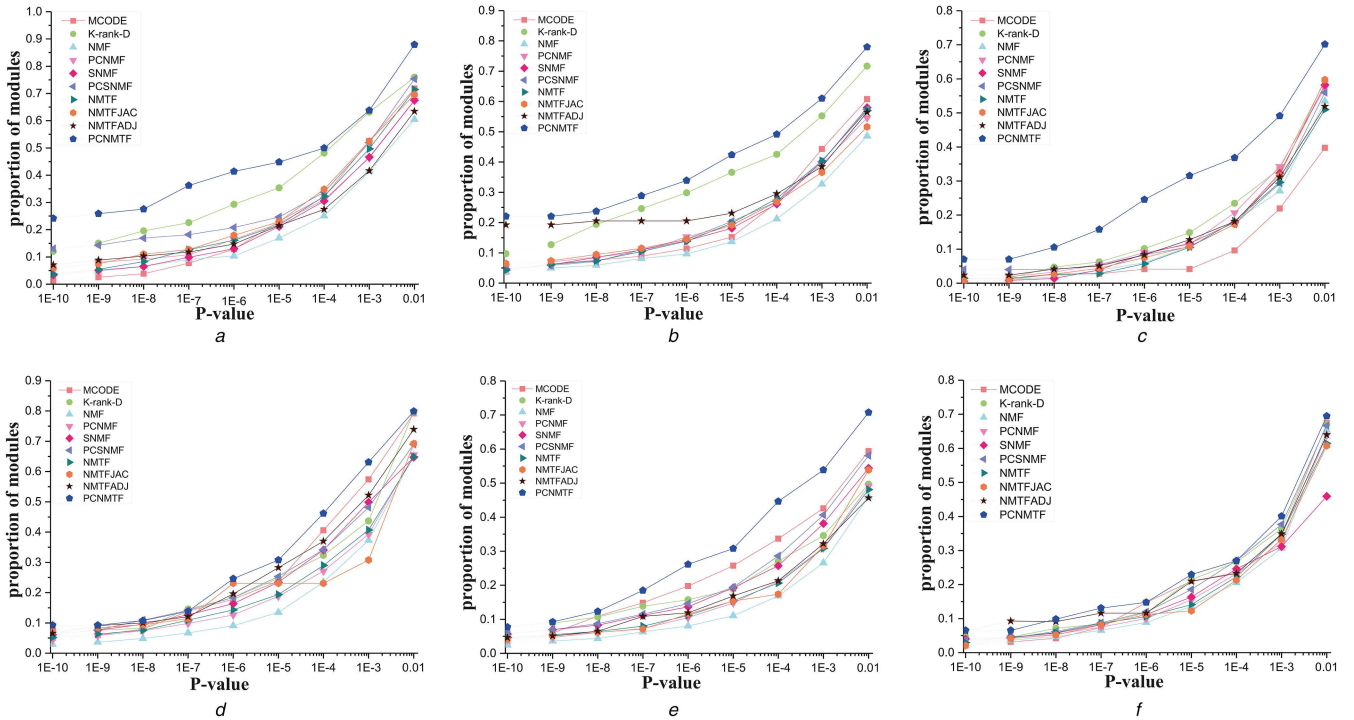 proportion of modules
1.0
0.9
0.8
0.7
0.6
0.5
0.4
0.3
0.2
0.1
0.0
MCODE
K-rank-D
NMF
PCNMF
SNMF
PCSNMF
NMTF
NMTFJAC
NMTFADJ
PCNMTF
1E-10 1E-9 1E-8 1E-7 1E-6 1E-5 1E-4 1E-3 0.01
P-value
a
proportion of modules
0.9
0.8
0.7
0.6
0.5
0.4
0.3
0.2
0.1
0.0
MCODE
K-rank-D
NMF
PCNMF
SNMF
PCSNMF
NMTF
NMTFJAC
NMTFADJ
PCNMTF
1E-10 1E-9 1E-8 1E-7 1E-6 1E-5 1E-4 1E-3 0.01
P-value
b
proportion of modules
0.8
0.7
0.6
0.5
0.4
0.3
0.2
0.1
0.0
MCODE
K-rank-D
NMF
PCNMF
SNMF
PCSNMF
NMTF
NMTFJAC
NMTFADJ
PCNMTF
1E-10 1E-9 1E-8 1E-7 1E-6 1E-5 1E-4 1E-3 0.01
P-value
c
proportion of modules
0.9
0.8
0.7
0.6
0.5
0.4
0.3
0.2
0.1
0.0
MCODE
K-rank-D
NMF
PCNMF
SNMF
PCSNMF
NMTF
NMTFJAC
NMTFADJ
PCNMTF
1E-10 1E-9 1E-8 1E-7 1E-6 1E-5 1E-4 1E-3 0.01
P-value
d
proportion of modules
0.8
0.7
0.6
0.5
0.4
0.3
0.2
0.1
0.0
MCODE
K-rank-D
NMF
PCNMF
SNMF
PCSNMF
NMTF
NMTFJAC
NMTFADJ
PCNMTF
1E-10 1E-9 1E-8 1E-7 1E-6 1E-5 1E-4 1E-3 0.01
P-value
e
proportion of modules
0.8
0.7
0.6
0.5
0.4
0.3
0.2
0.1
0.0
MCODE
K-rank-D
NMF
PCNMF
SNMF
PCSNMF
NMTF
NMTFJAC
NMTFADJ
PCNMTF
1E-10 1E-9 1E-8 1E-7 1E-6 1E-5 1E-4 1E-3 0.01
P-value
f